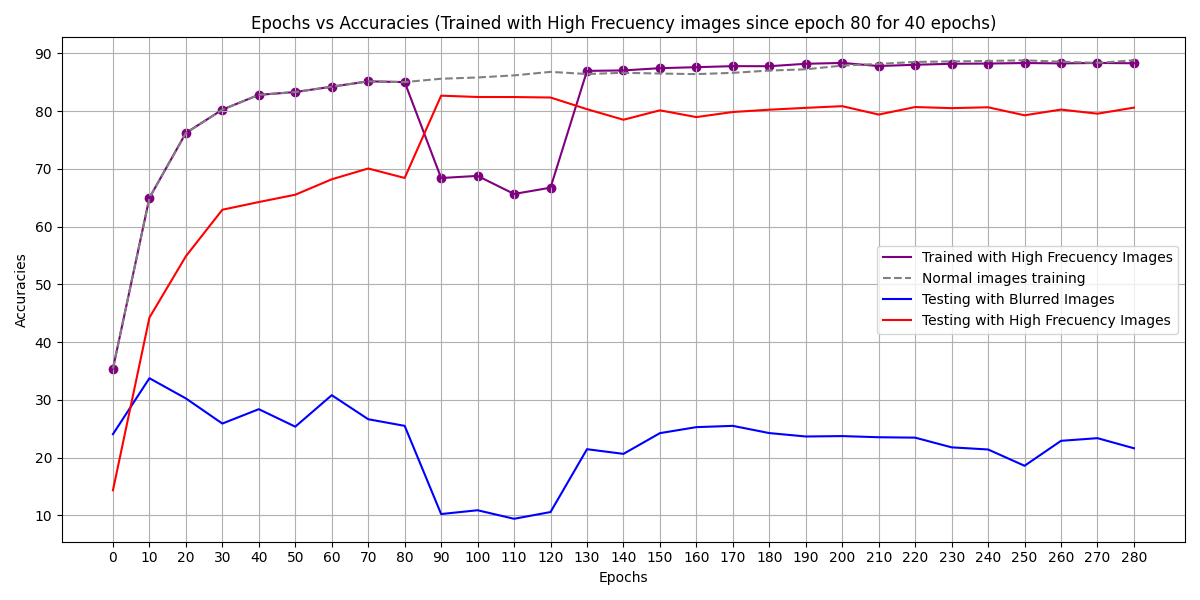 Epochs vs Accuracies (Trained with High Frecuency images since epoch 80 for 40 epochs)
Accuracies
90
80
70
60
50
40
30
20
10
Trained with High Frecuency Images
Normal images training
Testing with Blurred Images
Testing with High Frecuency Images
0 10 20 30 40 50 60 70 80 90 100 110 120 130 140 150 160 170 180 190 200 210 220 230 240 250 260 270 280
Epochs